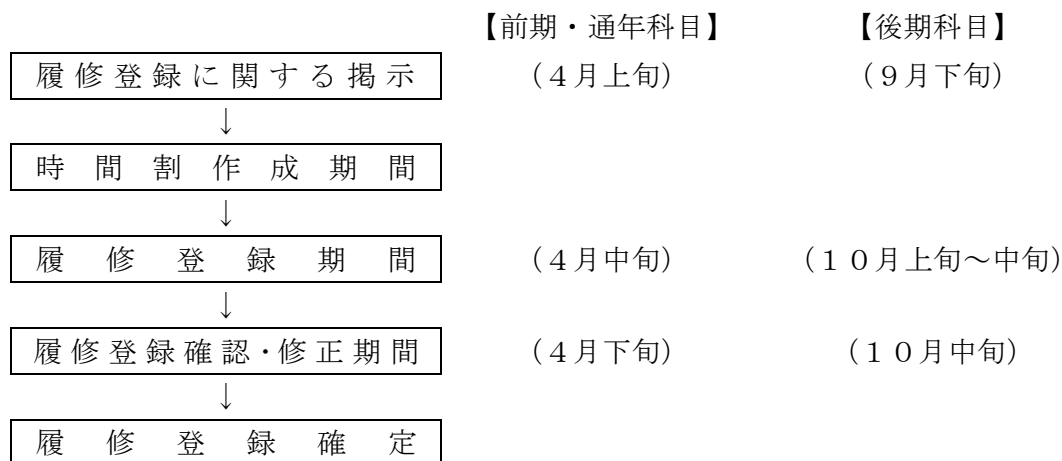 【前期・通年科目】 【後期科目】
履修登録に関する掲示 （４月上旬） （９月下旬）
↓
時間割作成期間
↓
履修登録期間 （４月中旬） （１０月上旬～中旬）
↓
履修登録確認・修正期間 （４月下旬） （１０月中旬）
↓
履修登録確定